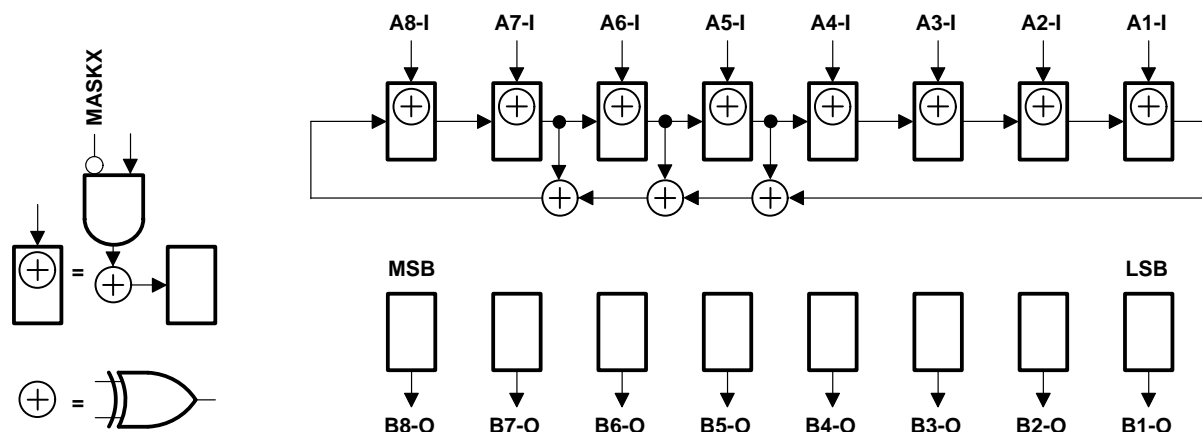 A8-I A7-I A6-I A5-I A4-I A3-I A2-I A1-I
MASKX
=
MSB LSB
=
B8-O B7-O B6-O B5-O B4-O B3-O B2-O B1-O